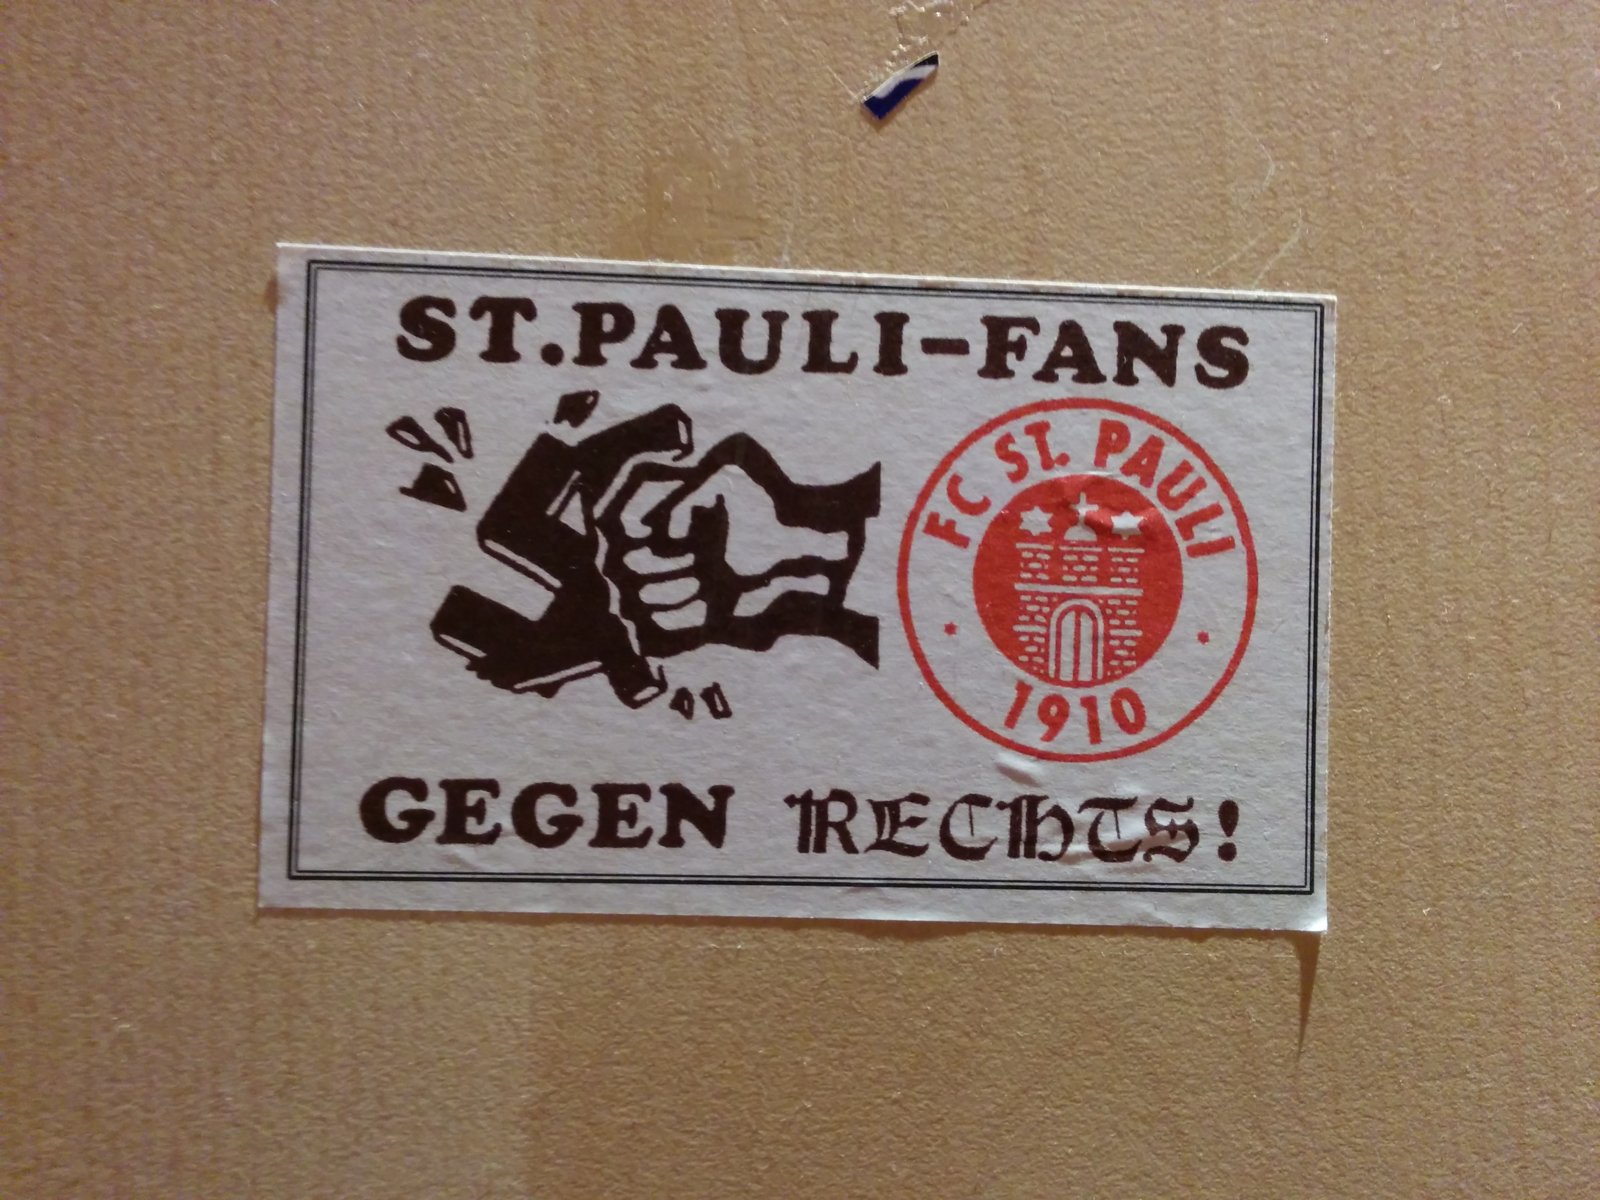 ST.PAULI-FANS
FC ST. PAULI
1910
GEGEN RECHTS!